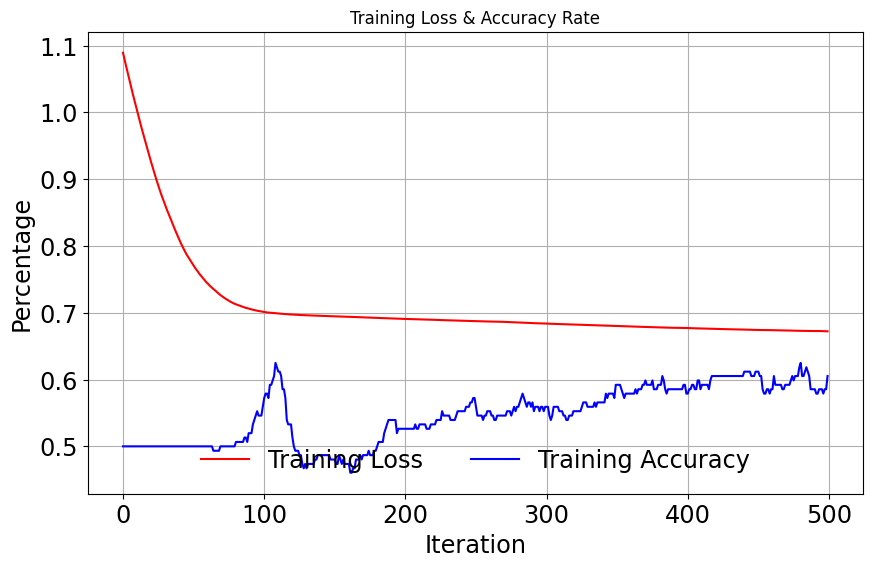 Training Loss & Accuracy Rate
1.1
1.0
0.9
0.8
0.7
0.6
0.5
Percentage
Training Loss
Training Accuracy
0 100 200 300 400 500
Iteration